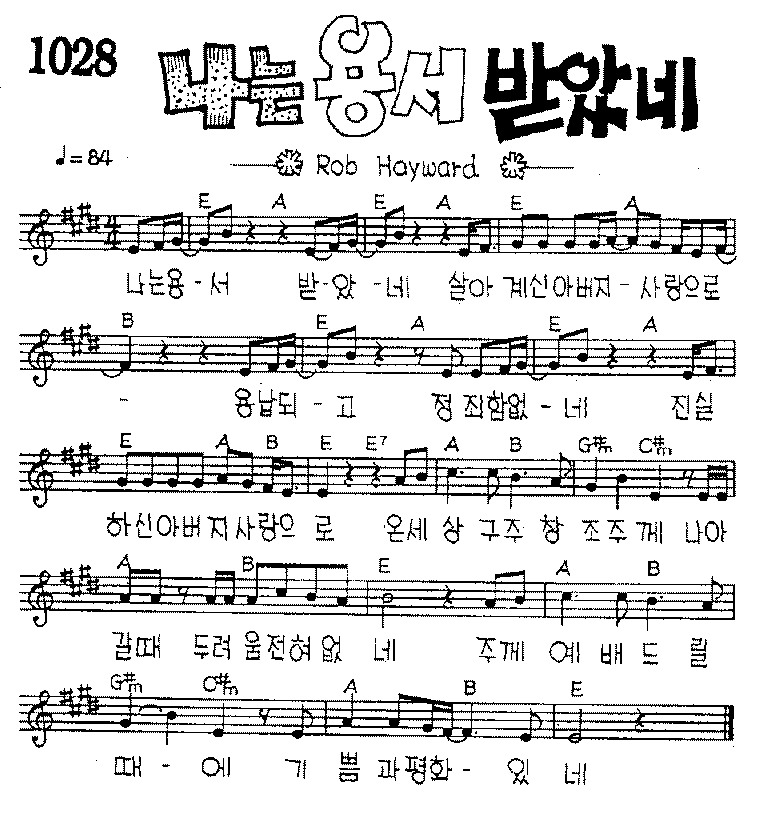 1028 나는용서 받았네
♩=84 Rob Hayward
E A E A E A
나는용-서 받-았-네 살아 계신아버지-사랑으로
B E A E A
- 용납되-고 정죄함없-네 진실
E A B E E7 A B G#m C#m
하신아버지사랑으로 온세상구주 창조주께 나아
A B E A B
갈때 두려움전혀없네 주께 예배드릴
G#m C#m A B E
때-에 기쁨과평화-있네